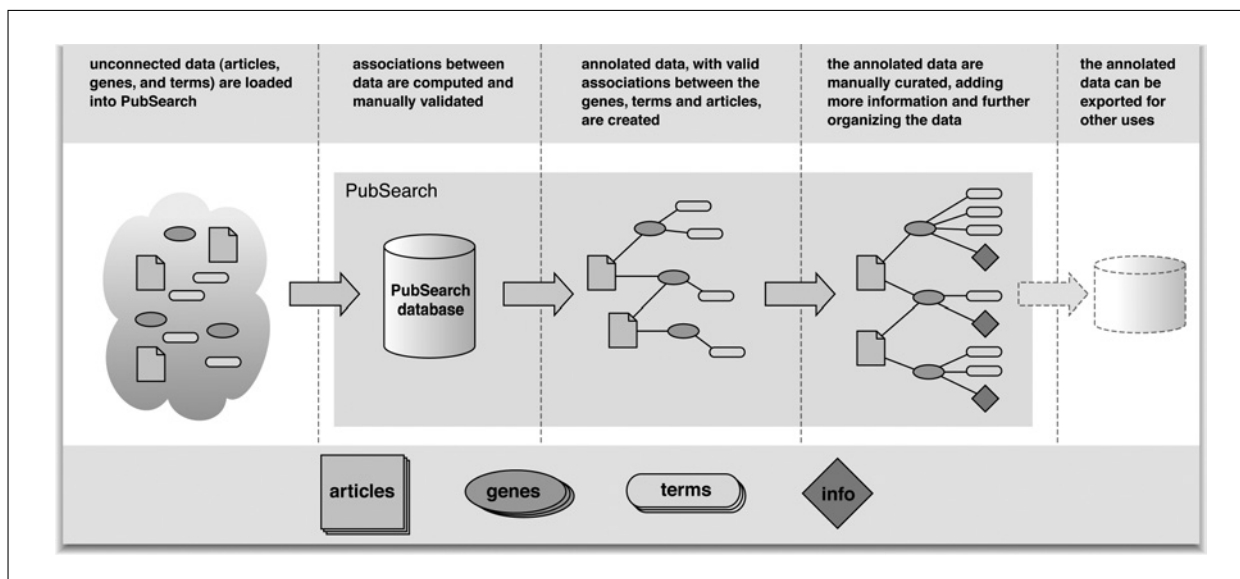 unconnected data (articles,
genes, and terms) are loaded
into PubSearch
associations between
data are computed and
manually validated
annotated data, with valid
associations between the
genes, terms and articles,
are created
the annotated data are
manually curated, adding
more information and further
organizing the data
the annotated
data can be
exported for
other uses
PubSearch
PubSearch
database
articles
genes
terms
info